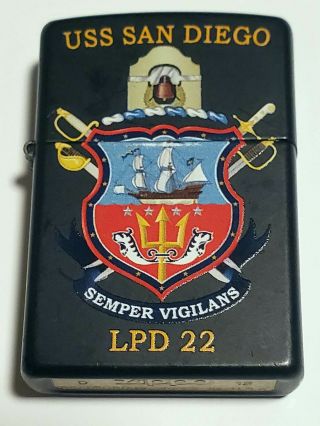 USS SAN DIEGO
SEMPER VIGILANS
LPD 22